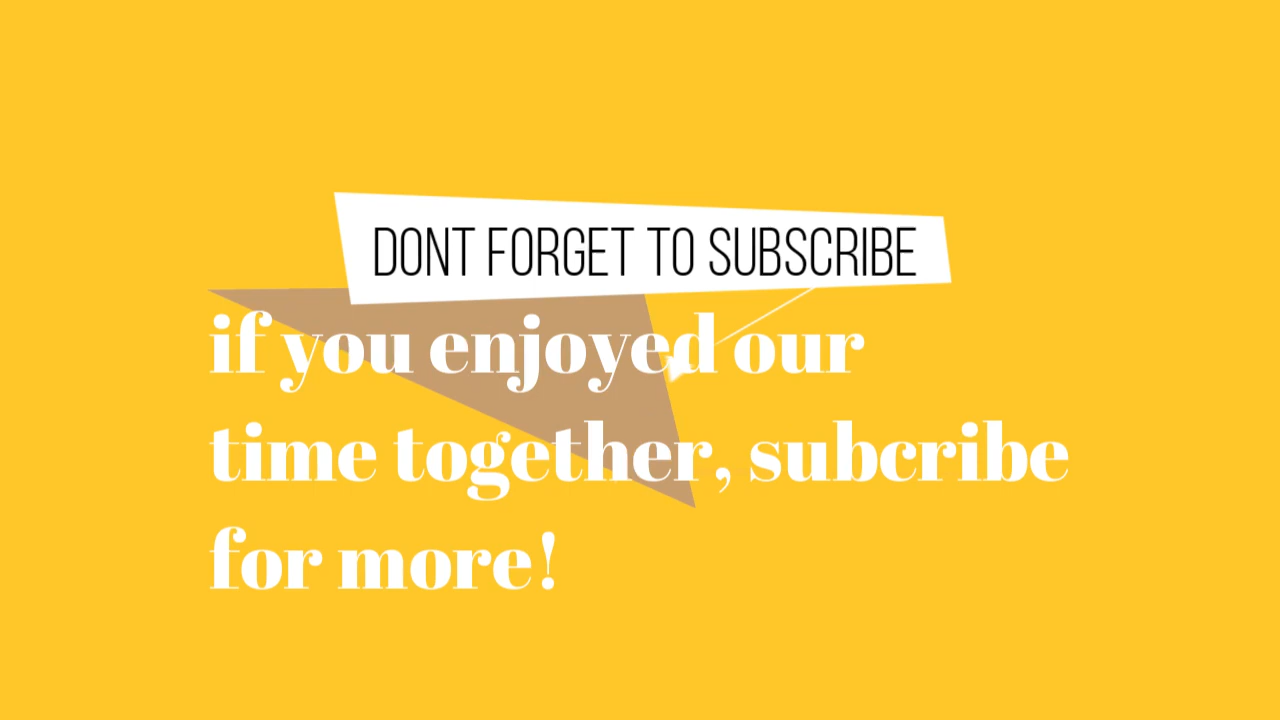 DONT FORGET TO SUBSCRIBE
if you enjoyed our
time together, subcribe
for more!